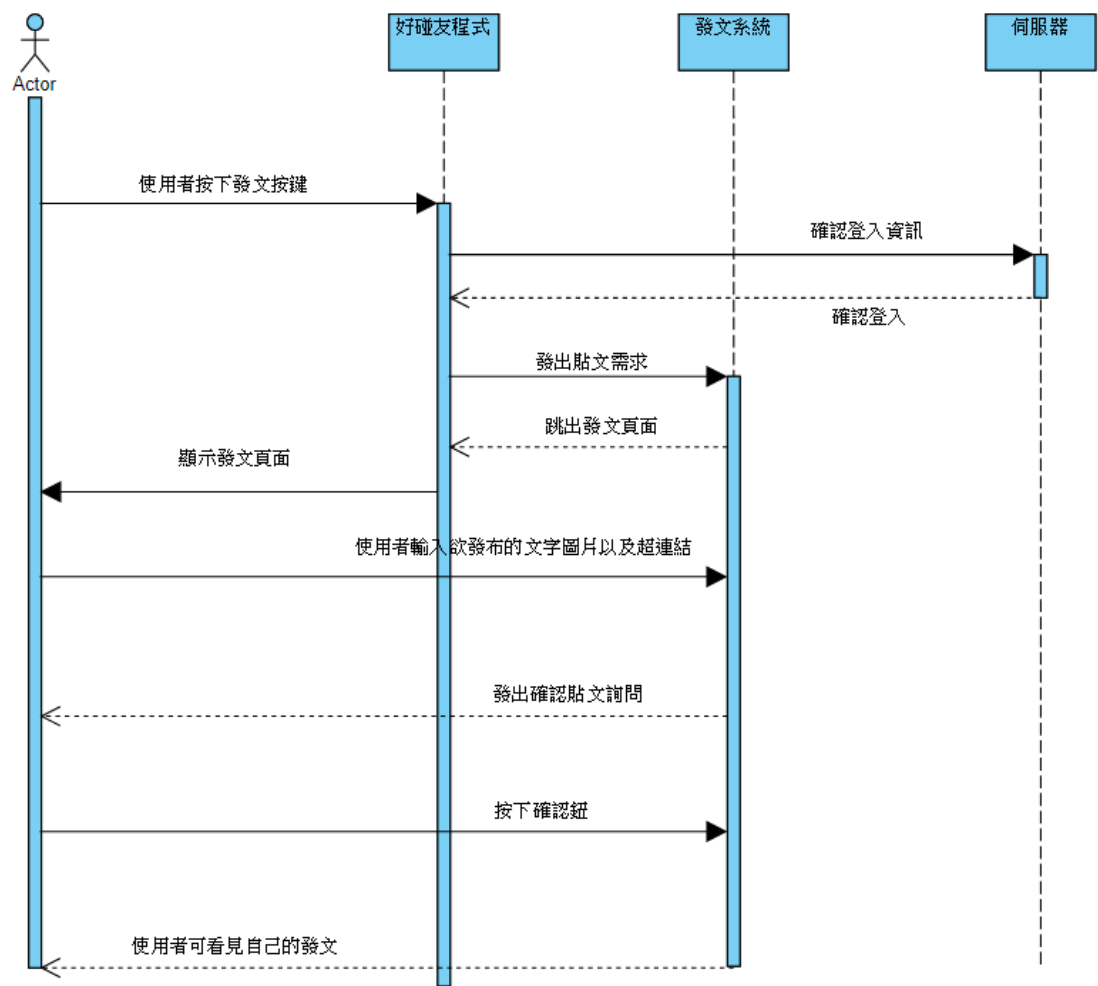 Actor
好碰友程式
發文系統
伺服器
使用者按下發文按鍵
確認登入資訊
確認登入
發出貼文需求
跳出發文頁面
顯示發文頁面
使用者輸入欲發布的文字圖片以及超連結
發出確認貼文詢問
按下確認鈕
使用者可看見自己的發文